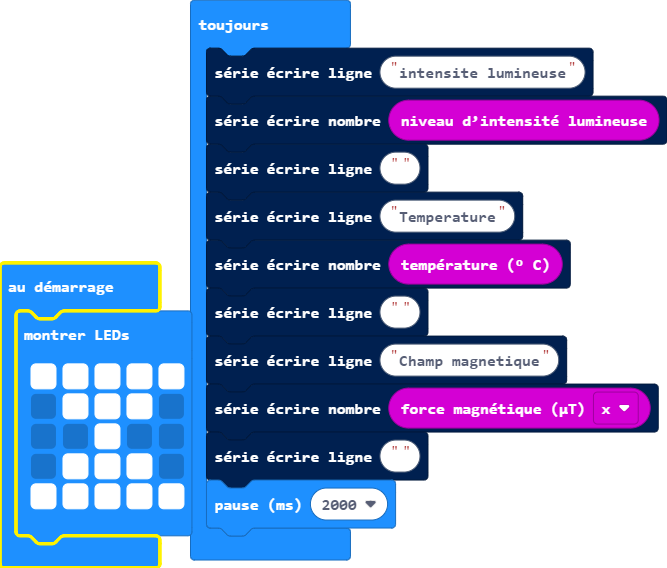 toujours
série écrire ligne "intensite lumineuse"
série écrire nombre niveau d'intensité lumineuse
série écrire ligne " "
série écrire ligne "Temperature"
série écrire nombre température (º C)
série écrire ligne " "
série écrire ligne "Champ magnetique"
série écrire nombre force magnétique (µT) x
série écrire ligne " "
pause (ms) 2000
au démarrage
montrer LEDs